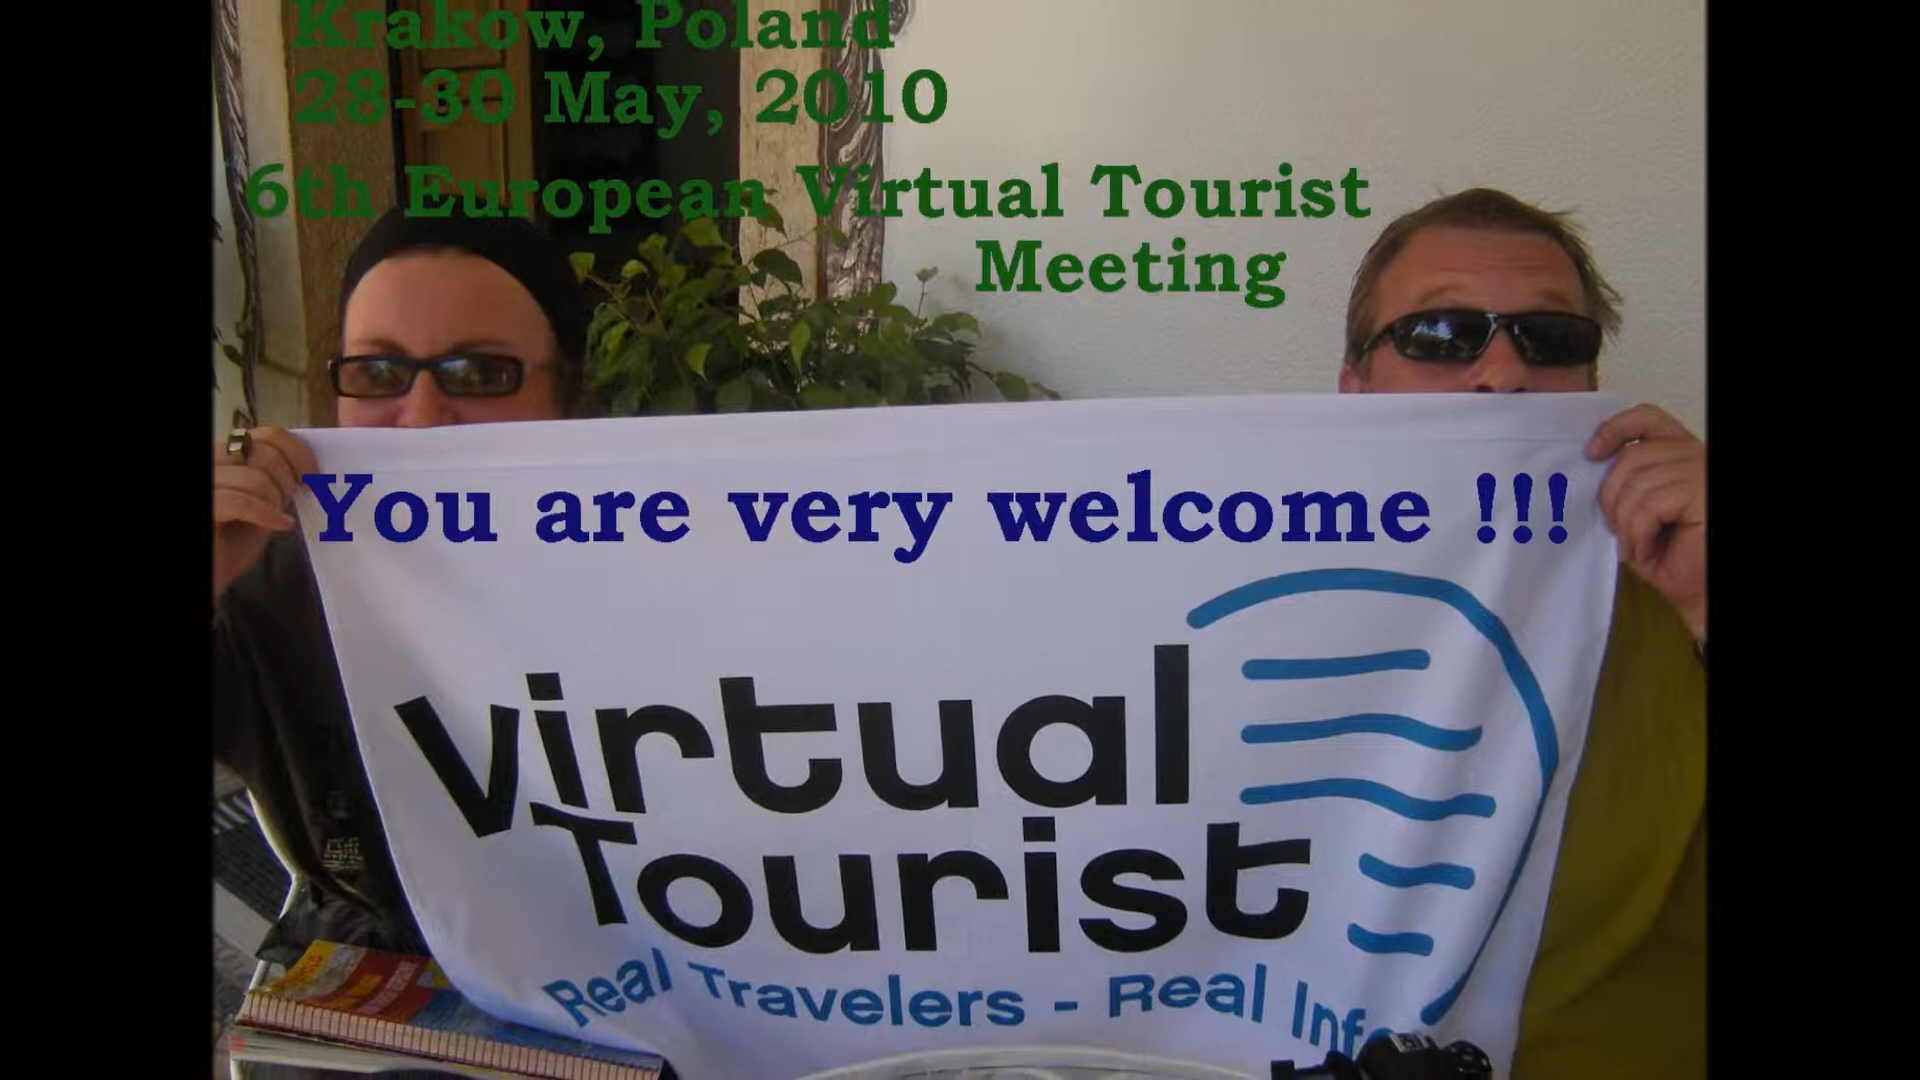 Krakow, Poland
28-30 May, 2010
6th European Virtual Tourist
Meeting
You are very welcome !!!
Virtual
Tourist
Real Travelers - Real Info